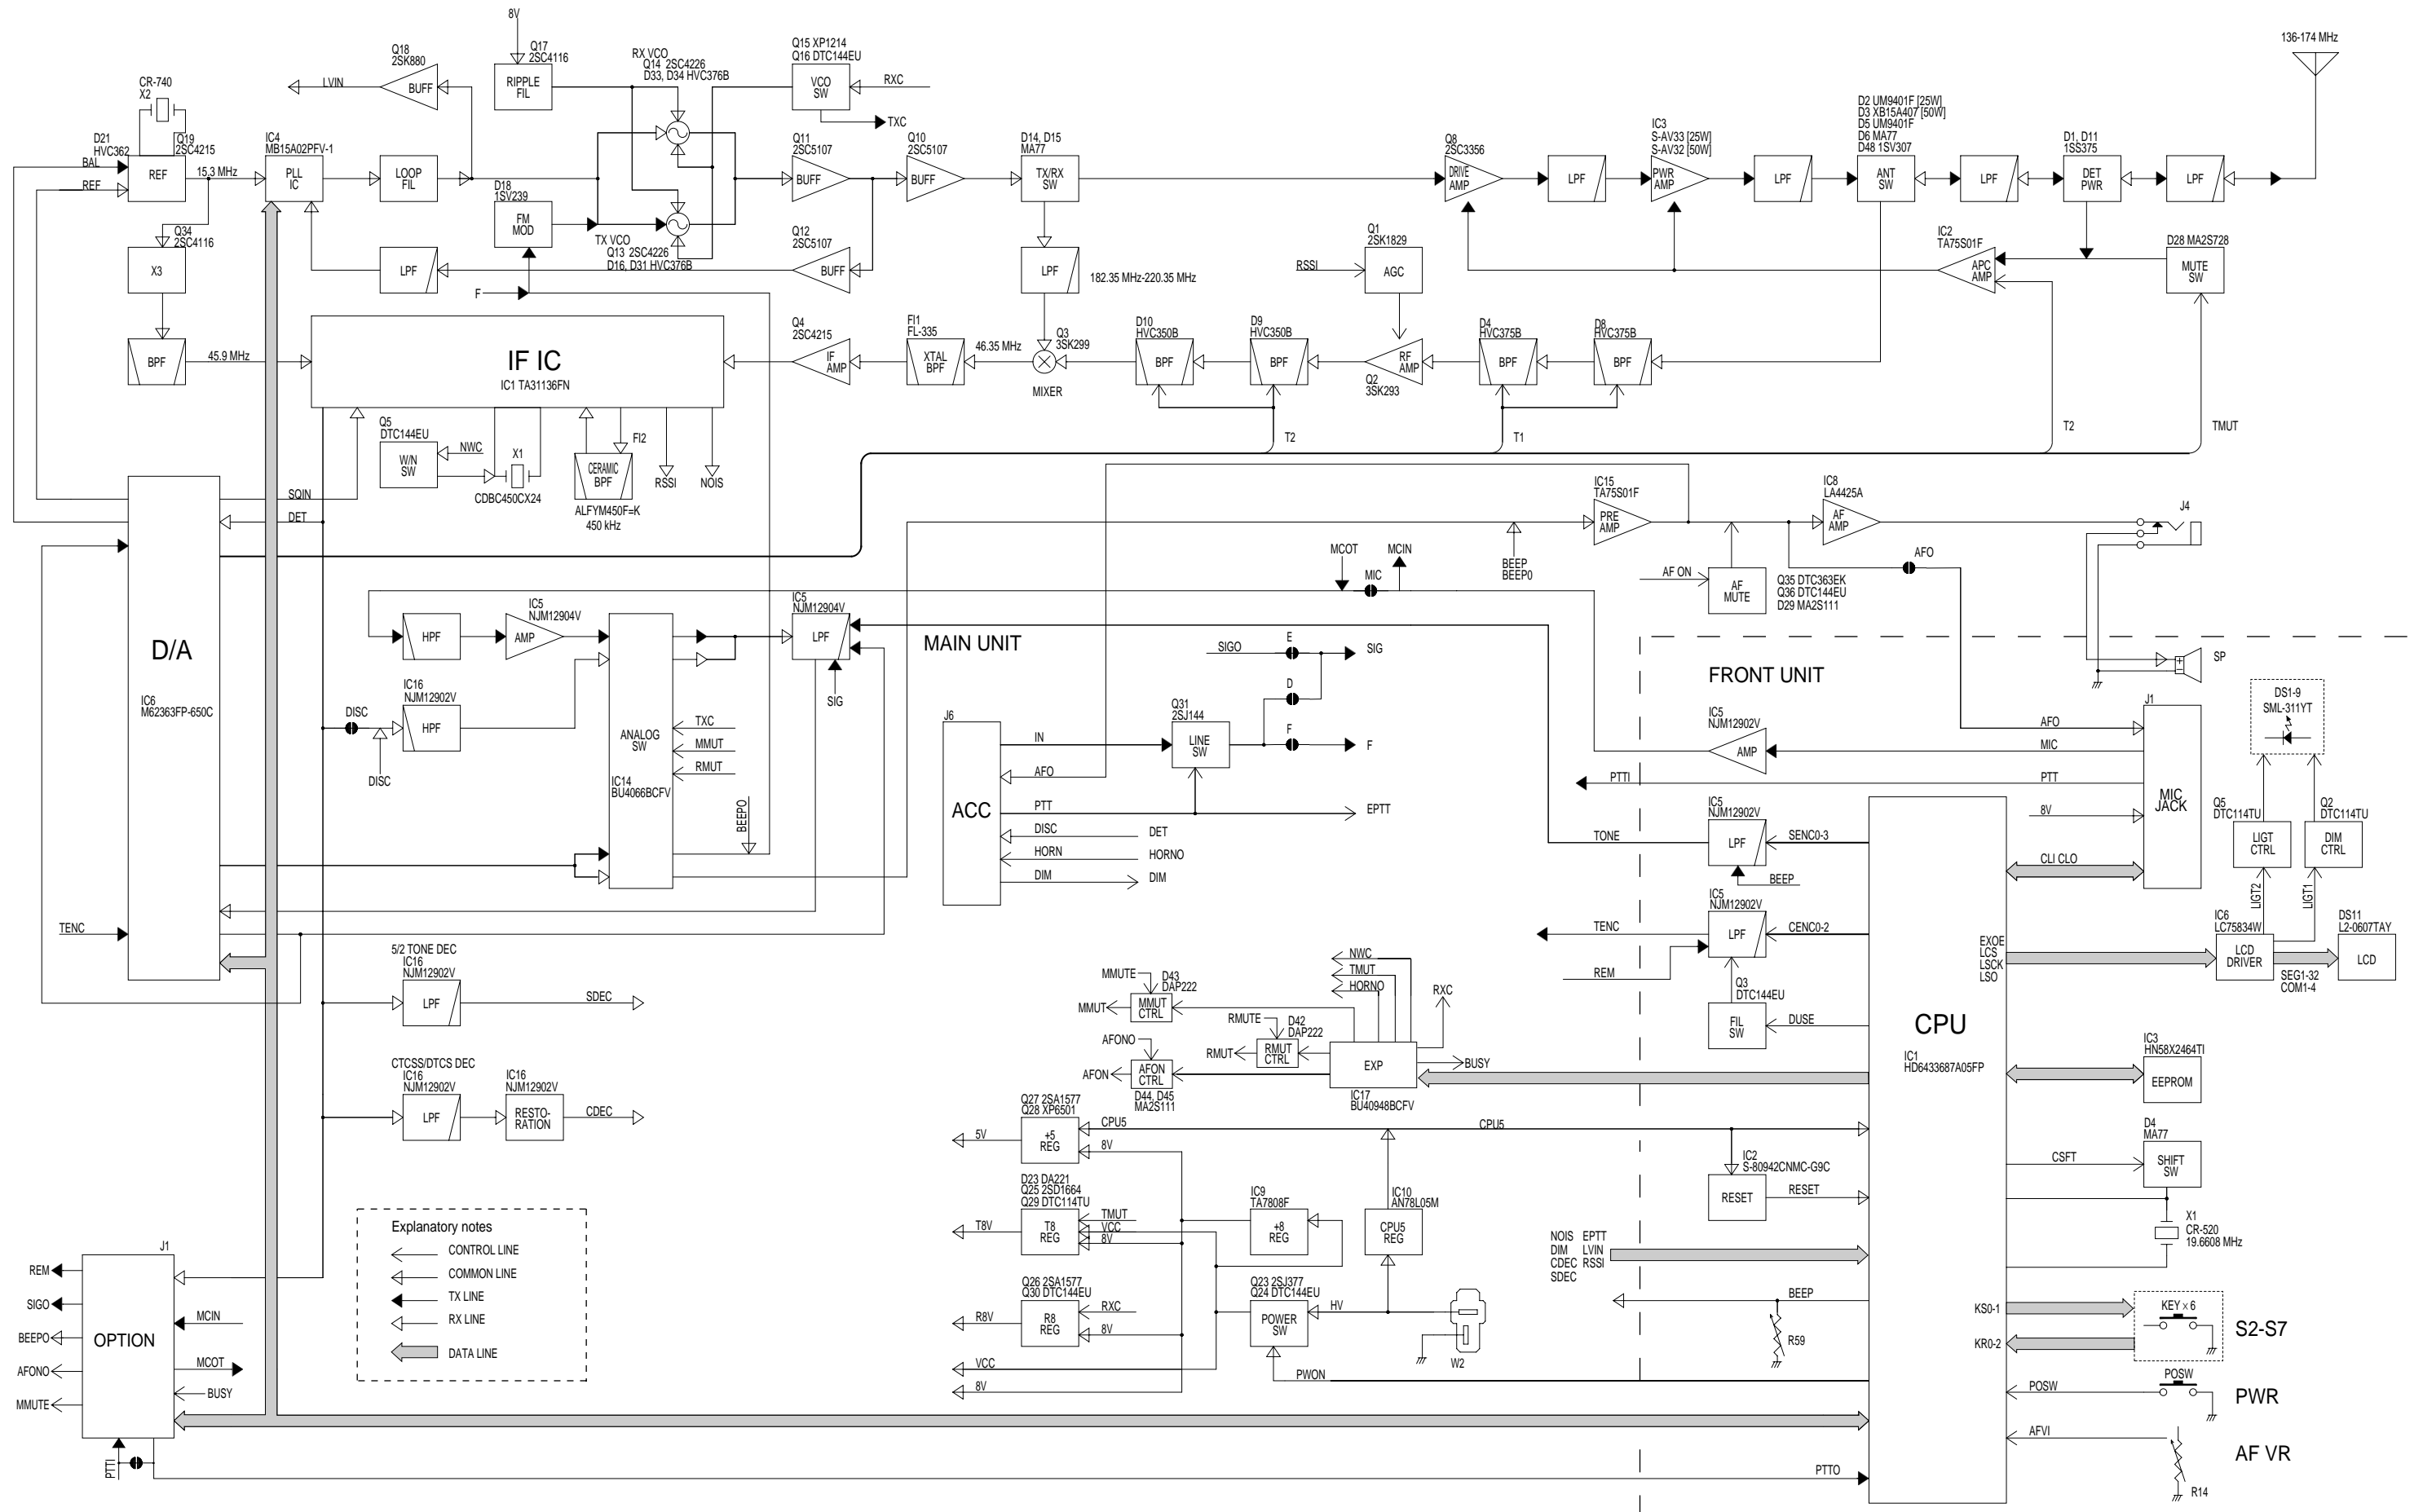 8V
136-174 MHz
Q18
2SK880
BUFF
LVIN
Q17
2SC4116
RIPPLE
FIL
RX VCO
Q14 2SC4226
D33, D34 HVC376B
Q15 XP1214
Q16 DTC144EU
VCO
SW
RXC
TXC
CR-740
X2
D21
HVC362
BAL
REF
Q19
2SC4215
REF
15.3 MHz
IC4
MB15A02PFV-1
PLL
IC
LOOP
FIL
D18
1SV239
FM
MOD
TX VCO
Q13 2SC4226
D16, D31 HVC376B
Q11
2SC5107
BUFF
Q10
2SC5107
BUFF
Q12
2SC5107
BUFF
LPF
D14, D15
MA77
TX/RX
SW
LPF
182.35 MHz-220.35 MHz
Q8
2SC3356
DRIVE
AMP
LPF
IC3
S-AV33 [25W]
S-AV32 [50W]
PWR
AMP
LPF
D2 UM9401F [25W]
D3 XB15A407 [50W]
D5 UM9401F
D6 MA77
D48 1SV307
ANT
SW
LPF
D1, D11
1SS375
DET
PWR
LPF
Q34
2SC4116
X3
BPF
45.9 MHz
F
Q1
2SK1829
RSSI
AGC
IC2
TA75S01F
APC
AMP
D28 MA2S728
MUTE
SW
IF IC
IC1 TA31136FN
Q4
2SC4215
IF
AMP
FI1
FL-335
XTAL
BPF
46.35 MHz
Q3
3SK299
MIXER
D10
HVC350B
BPF
D9
HVC350B
BPF
RF
AMP
Q2
3SK293
D4
HVC375B
BPF
D8
HVC375B
BPF
T2
T1
T2
TMUT
Q5
DTC144EU
W/N
SW
NWC
X1
CDBC450CX24
FI2
CERAMIC
BPF
ALFYM450F=K
450 kHz
RSSI
NOIS
SQIN
DET
D/A
IC6
M62363FP-650C
TENC
IC15
TA75S01F
PRE
AMP
BEEP
BEEP0
IC8
LA4425A
AF
AMP
J4
AFO
AF ON
AF
MUTE
Q35 DTC363EK
Q36 DTC144EU
D29 MA2S111
MCOT
MIC
MCIN
HPF
IC5
NJM12904V
AMP
IC5
NJM12904V
LPF
SIG
IC16
NJM12902V
HPF
DISC
DISC
ANALOG
SW
IC14
BU4066BCFV
TXC
MMUT
RMUT
BEEPO
MAIN UNIT
FRONT UNIT
SIGO
E
SIG
D
F
F
J6
ACC
IN
Q31
2SJ144
LINE
SW
AFO
PTT
EPTT
DISC
DET
HORN
HORNO
DIM
DIM
SP
DS1-9
SML-311YT
J1
MIC
JACK
AFO
MIC
PTT
8V
CLI CLO
IC5
NJM12902V
AMP
PTTI
TONE
IC5
NJM12902V
LPF
SENC0-3
BEEP
IC5
NJM12902V
LPF
TENC
CENC0-2
REM
Q3
DTC144EU
FIL
SW
DUSE
Q5
DTC114TU
LIGT
CTRL
Q2
DTC114TU
DIM
CTRL
LIGT2
LIGT1
IC6
LC75834W
LCD
DRIVER
DS11
L2-0607TAY
LCD
SEG1-32
COM1-4
EXOE
LCS
LSCK
LSO
CPU
IC1
HD6433687A05FP
IC3
HN58X2464TI
EEPROM
D4
MA77
CSFT
SHIFT
SW
X1
CR-520
19.6608 MHz
5/2 TONE DEC
IC16
NJM12902V
LPF
SDEC
CTCSS/DTCS DEC
IC16
NJM12902V
LPF
IC16
NJM12902V
RESTO-
RATION
CDEC
MMUTE
D43
DAP222
MMUT
MMUT
CTRL
RMUTE
D42
DAP222
RMUT
RMUT
CTRL
AFONO
AFON
AFON
CTRL
D44, D45
MA2S111
NWC
TMUT
HORNO
RXC
BUSY
EXP
IC17
BU40948BCFV
Q27 2SA1577
Q28 XP6501
5V
+5
REG
CPU5
8V
CPU5
D23 DA221
Q25 2SD1664
Q29 DTC114TU
T8V
T8
REG
TMUT
VCC
8V
IC9
TA7808F
+8
REG
IC10
AN78L05M
CPU5
REG
Q26 2SA1577
Q30 DTC144EU
R8V
R8
REG
RXC
8V
Q23 2SJ377
Q24 DTC144EU
POWER
SW
HV
W2
VCC
8V
PWON
IC2
S-80942CNMC-G9C
RESET
RESET
NOIS EPTT
DIM LVIN
CDEC RSSI
SDEC
BEEP
R59
KS0-1
KR0-2
KEY × 6
S2-S7
POSW
POSW
PWR
AFVI
AF VR
R14
Explanatory notes
CONTROL LINE
COMMON LINE
TX LINE
RX LINE
DATA LINE
J1
OPTION
REM
SIGO
BEEPO
AFONO
MMUTE
MCIN
MCOT
BUSY
PTTI
PTTO